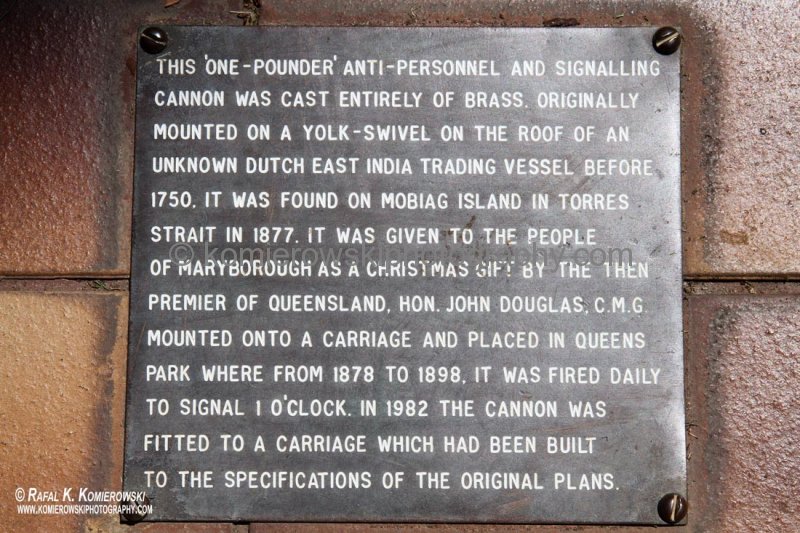 THIS 'ONE-POUNDER' ANTI-PERSONNEL AND SIGNALLING
CANNON WAS CAST ENTIRELY OF BRASS. ORIGINALLY
MOUNTED ON A YOLK-SWIVEL ON THE ROOF OF AN
UNKNOWN DUTCH EAST INDIA TRADING VESSEL BEFORE
1750, IT WAS FOUND ON MOBIAG ISLAND IN TORRES
STRAIT IN 1877. IT WAS GIVEN TO THE PEOPLE
© komierowskiphotography.com
OF MARYBOROUGH AS A CHRISTMAS GIFT BY THE THEN
PREMIER OF QUEENSLAND, HON. JOHN DOUGLAS, C.M.G.
MOUNTED ONTO A CARRIAGE AND PLACED IN QUEENS
PARK WHERE FROM 1878 TO 1898, IT WAS FIRED DAILY
TO SIGNAL 1 O'CLOCK. IN 1982 THE CANNON WAS
FITTED TO A CARRIAGE WHICH HAD BEEN BUILT
TO THE SPECIFICATIONS OF THE ORIGINAL PLANS.
© RAFAL K. KOMIEROWSKI
WWW.KOMIEROWSKIPHOTOGRAPHY.COM